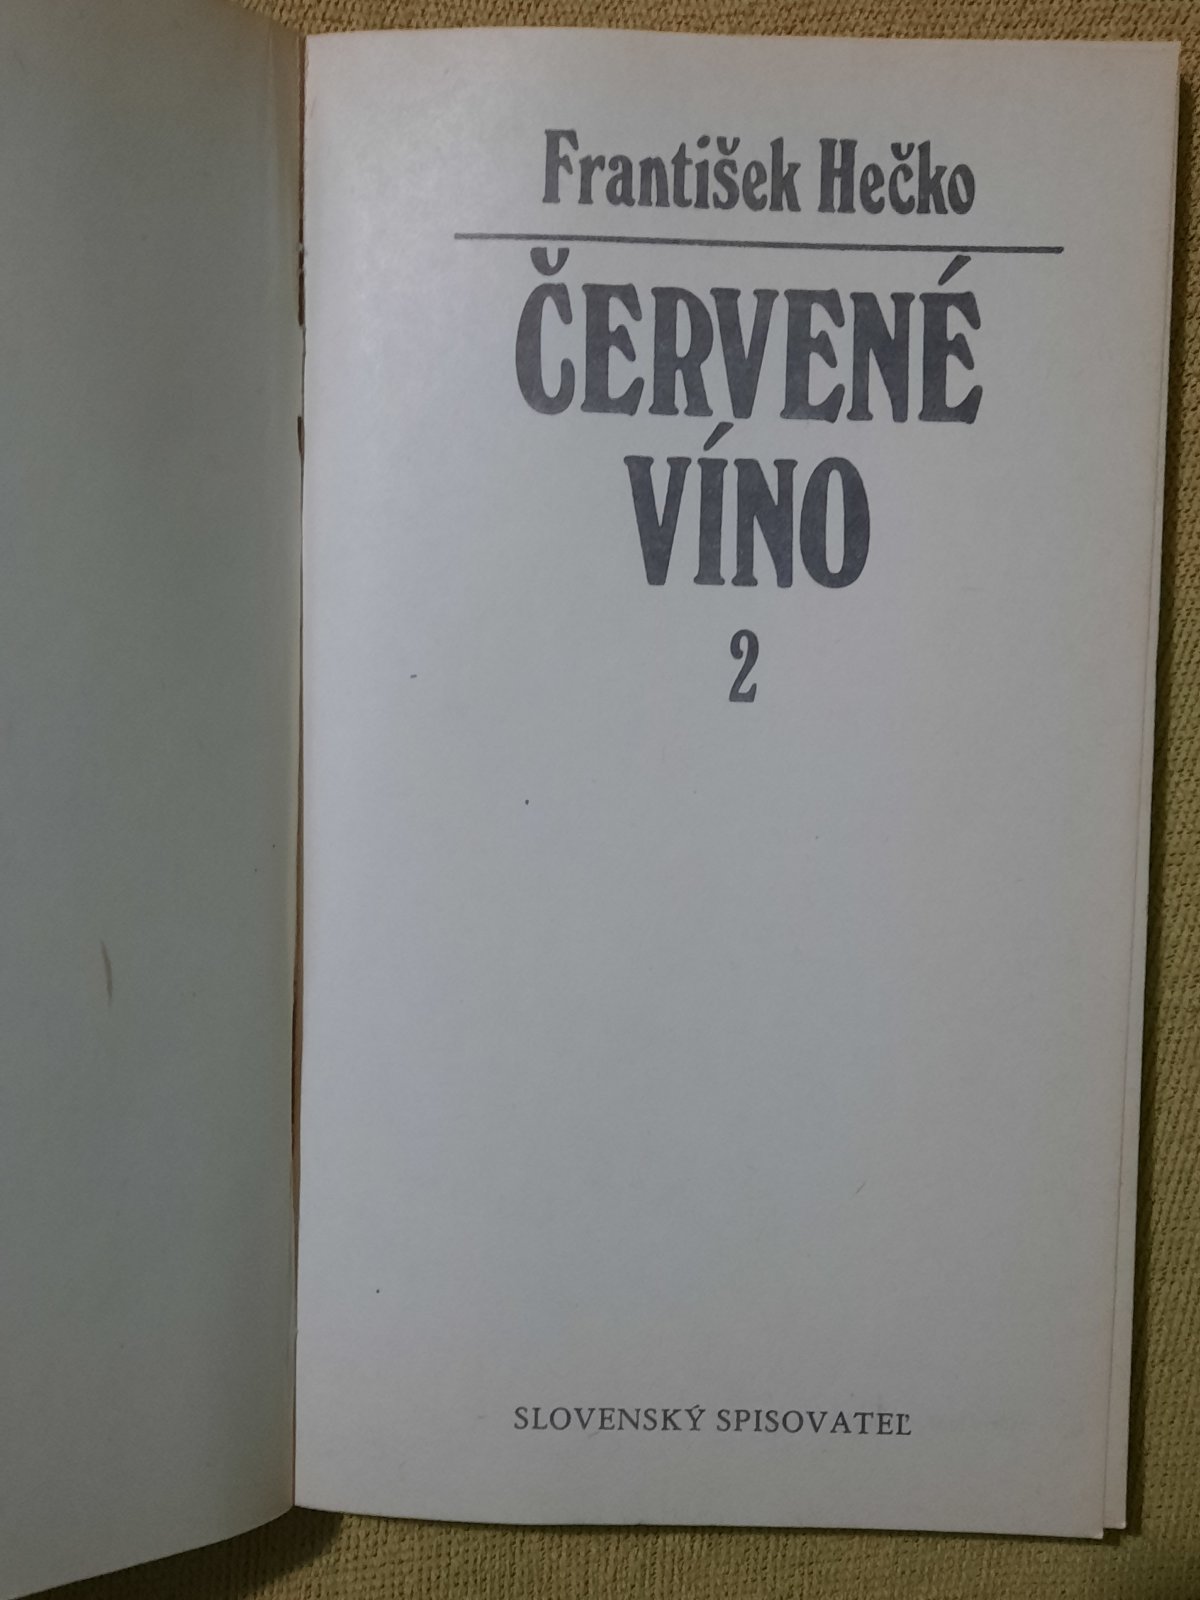 František Hečko
ČERVENÉ
VÍNO
2
SLOVENSKÝ SPISOVATEĽ